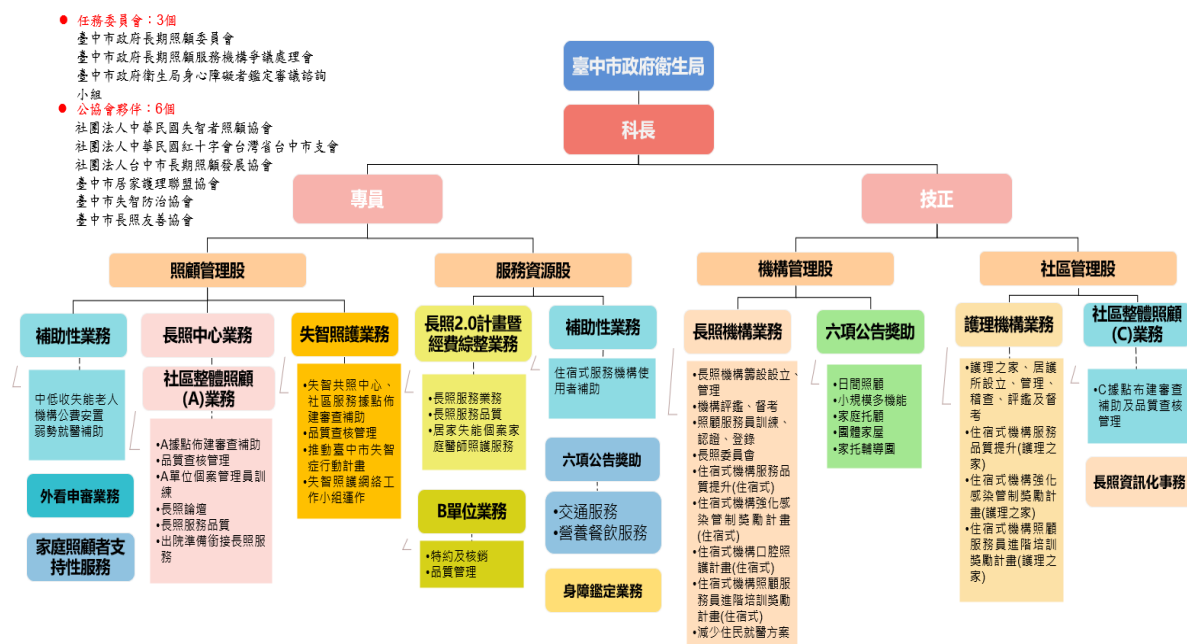 ● 任務委員會：3個
臺中市政府長期照顧委員會
臺中市政府長期照顧服務機構爭議處理會
臺中市政府衛生局身心障礙者鑑定審議諮詢
小組
● 公協會夥伴：6個
社團法人中華民國失智者照顧協會
社團法人中華民國紅十字會台灣省台中市支會
社團法人台中市長期照顧發展協會
臺中市居家護理聯盟協會
臺中市失智防治協會
臺中市長照友善協會
臺中市政府衛生局
科長
專員
技正
照顧管理股
服務資源股
機構管理股
社區管理股
補助性業務
中低收失能老人
機構公費安置
弱勢就醫補助
外看申審業務
家庭照顧者支
持性服務
長照中心業務
社區整體照顧
(A)業務
•A據點佈建審查補助
•品質查核管理
•A單位個案管理員訓
練
•長照論壇
•長照服務品質
•出院準備銜接長照服
務
失智照護業務
•失智共照中心、
社區服務據點佈
建審查補助
•品質查核管理
•推動臺中市失智
症行動計畫
•失智照護網絡工
作小組運作
長照2.0計畫暨
經費綜整業務
•長照服務業務
•長照服務品質
•居家失能個案家
庭醫師照護服務
B單位業務
•特約及核銷
•品質管理
補助性業務
住宿式服務機構使
用者補助
六項公告獎助
•交通服務
•營養餐飲服務
身障鑑定業務
長照機構業務
•長照機構籌設設立、
管理
•機構評鑑、督考
•照顧服務員訓練、
認證、登錄
•長照委員會
•住宿式機構服務品
質提升(住宿式)
•住宿式機構強化感
染管制獎勵計畫
(住宿式)
•住宿式機構口腔照
護計畫(住宿式)
•住宿式機構照顧服
務員進階培訓獎勵
計畫(住宿式)
•減少住民就醫方案
六項公告獎助
•日間照顧
•小規模多機能
•家庭托顧
•團體家屋
•家托輔導團
護理機構業務
•護理之家、居護
所設立、管理、
稽查、評鑑及督
考
•住宿式機構服務
品質提升(護理之
家)
•住宿式機構強化
感染管制獎勵計
畫(護理之家)
•住宿式機構照顧
服務員進階培訓
獎勵計畫(護理之
家)
社區整體照顧
(C)業務
•C據點布建審查
補助及品質查核
管理
長照資訊化事務